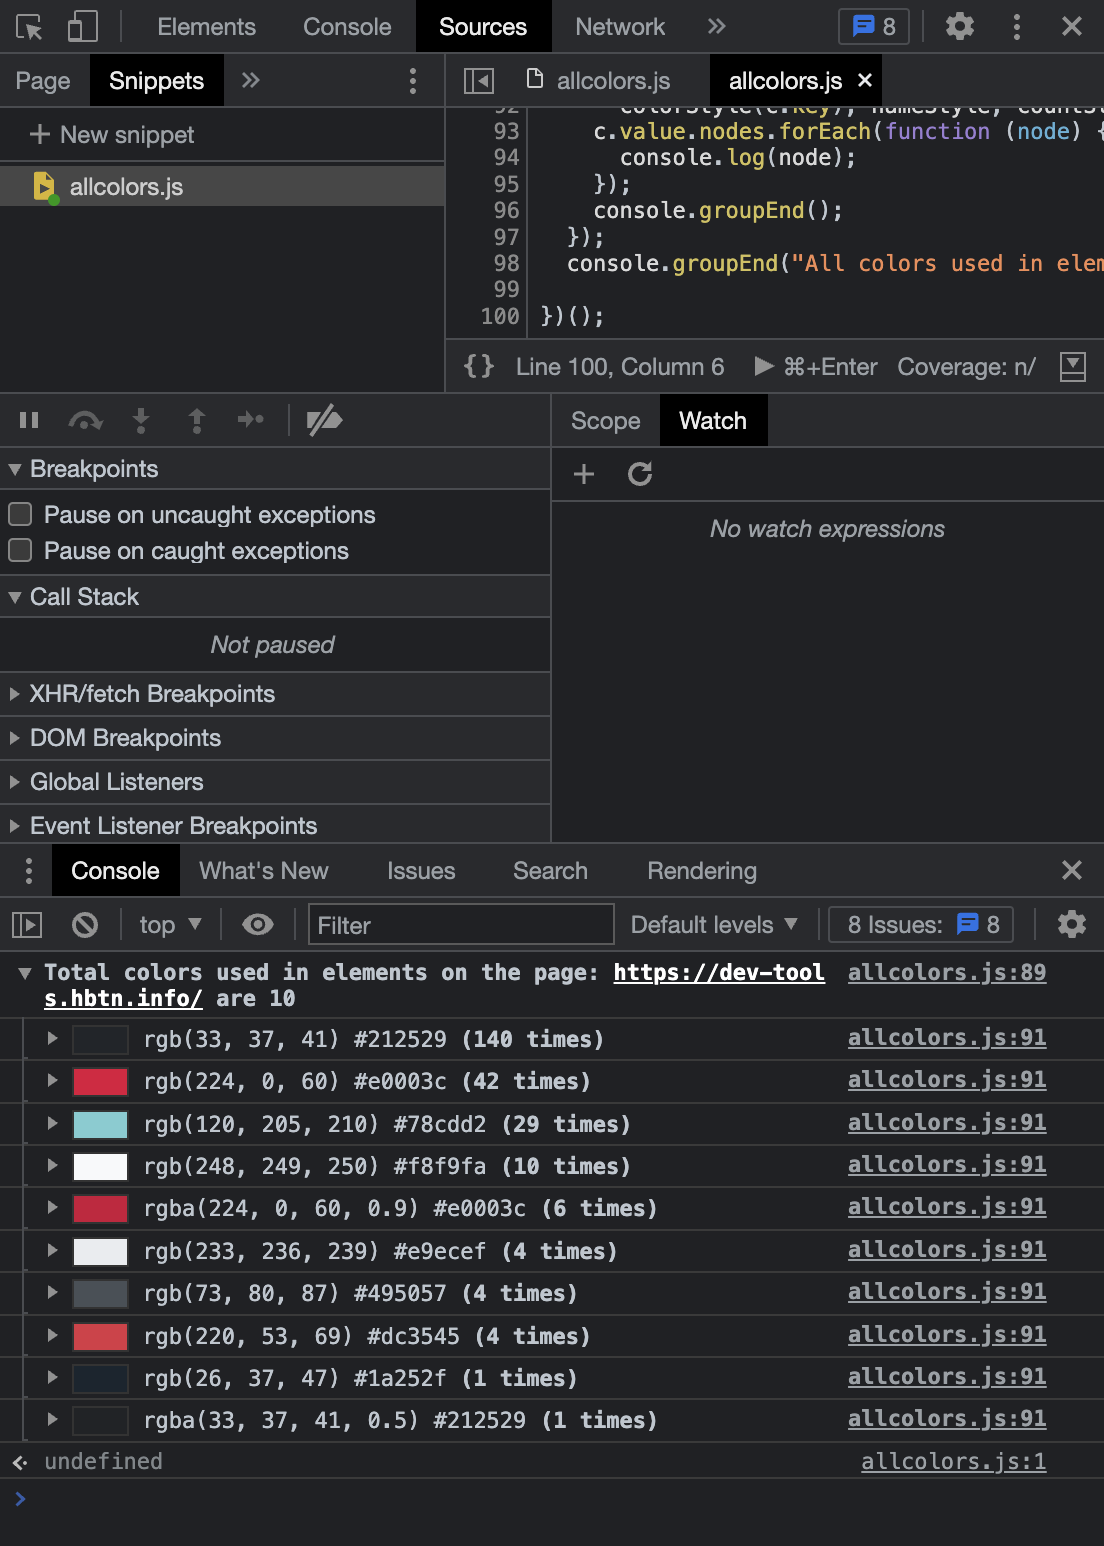 Elements Console Sources Network 8
Page Snippets
allcolors.js allcolors.js
New snippet
allcolors.js
92 colorStyle(c.key), nameStyle, countS
93 c.value.nodes.forEach(function (node) {
94 console.log(node);
95 });
96 console.groupEnd();
97 });
98 console.groupEnd("All colors used in elem
99
100 })();
{} Line 100, Column 6 ⌘+Enter Coverage: n/
Scope Watch
Breakpoints
Pause on uncaught exceptions
Pause on caught exceptions
No watch expressions
Call Stack
Not paused
XHR/fetch Breakpoints
DOM Breakpoints
Global Listeners
Event Listener Breakpoints
Console What's New Issues Search Rendering
top Filter Default levels 8 Issues: 8
Total colors used in elements on the page: https://dev-tool allcolors.js:89
s.hbtn.info/ are 10
rgb(33, 37, 41) #212529 (140 times) allcolors.js:91
rgb(224, 0, 60) #e0003c (42 times) allcolors.js:91
rgb(120, 205, 210) #78cdd2 (29 times) allcolors.js:91
rgb(248, 249, 250) #f8f9fa (10 times) allcolors.js:91
rgba(224, 0, 60, 0.9) #e0003c (6 times) allcolors.js:91
rgb(233, 236, 239) #e9ecef (4 times) allcolors.js:91
rgb(73, 80, 87) #495057 (4 times) allcolors.js:91
rgb(220, 53, 69) #dc3545 (4 times) allcolors.js:91
rgb(26, 37, 47) #1a252f (1 times) allcolors.js:91
rgba(33, 37, 41, 0.5) #212529 (1 times) allcolors.js:91
undefined allcolors.js:1